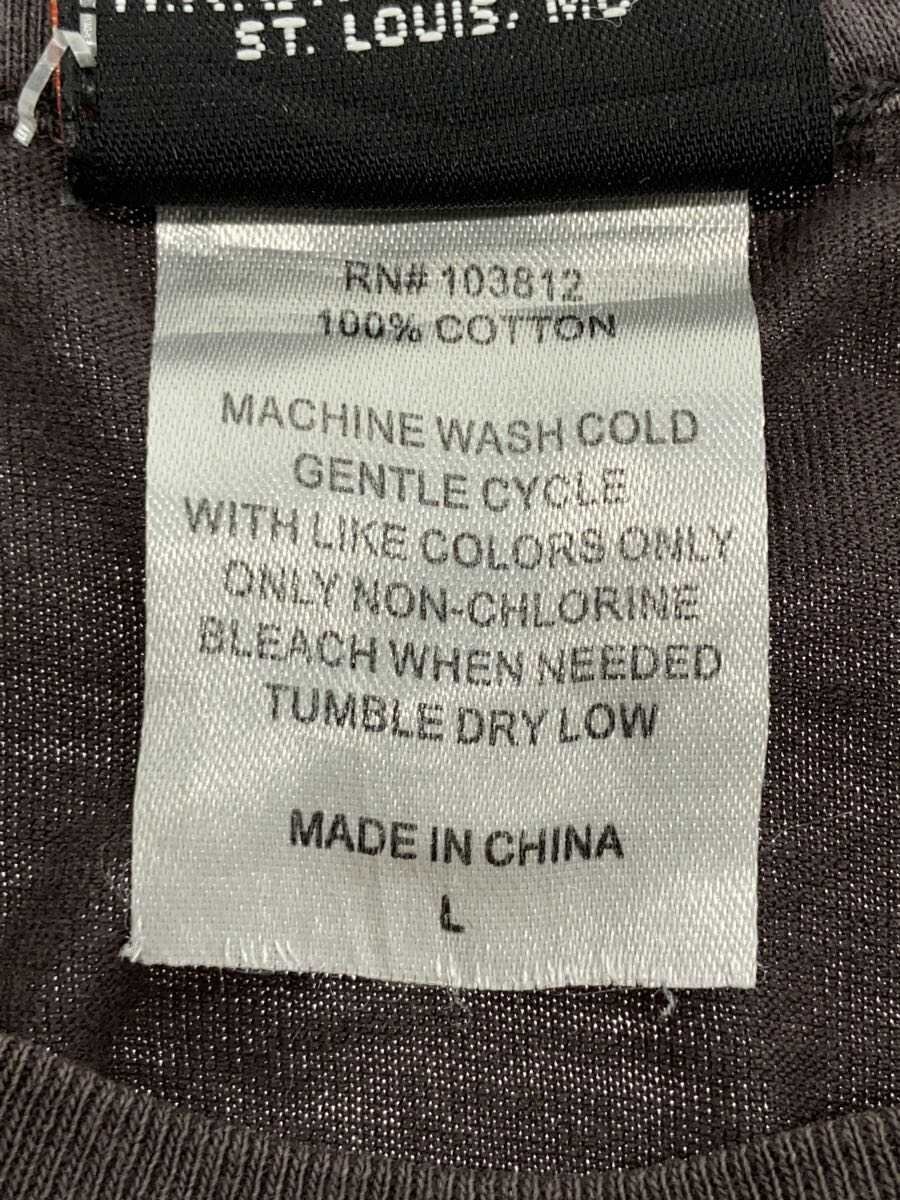 ST. LOUIS, MO
RN# 103812
100% COTTON
MACHINE WASH COLD
GENTLE CYCLE
WITH LIKE COLORS ONLY
ONLY NON-CHLORINE
BLEACH WHEN NEEDED
TUMBLE DRY LOW
MADE IN CHINA
L